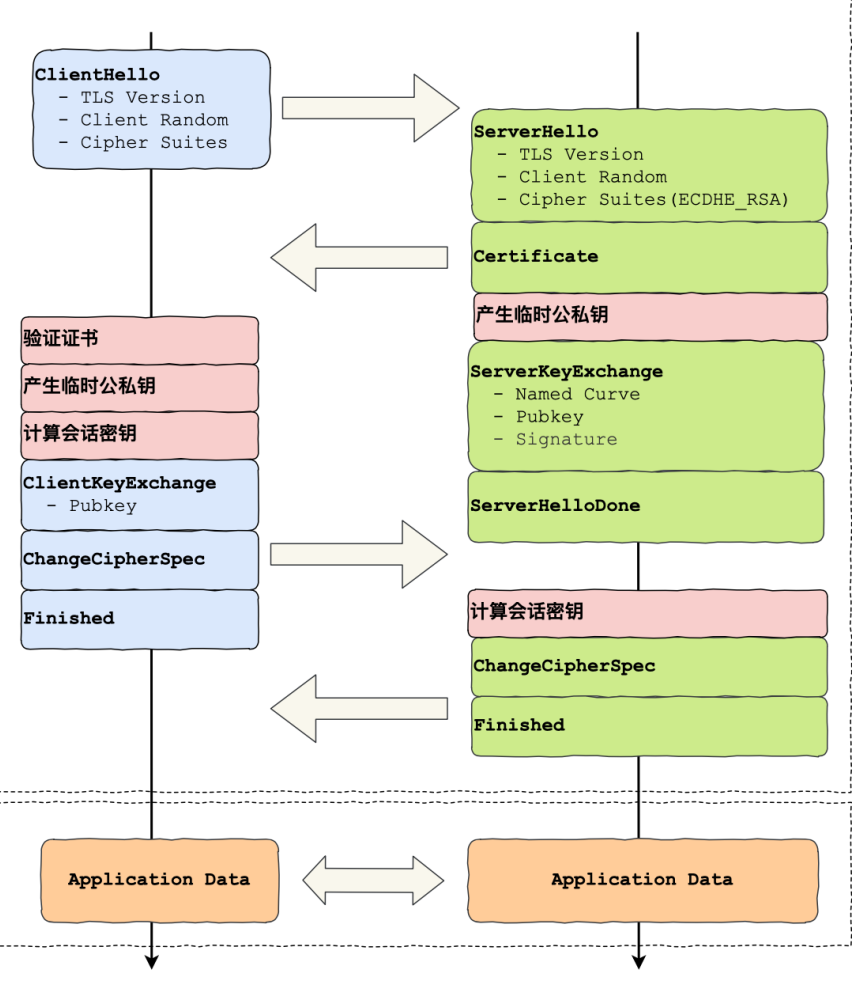 ClientHello
- TLS Version
- Client Random
- Cipher Suites
ServerHello
- TLS Version
- Client Random
- Cipher Suites(ECDHE_RSA)
Certificate
产生临时公私钥
ServerKeyExchange
- Named Curve
- Pubkey
- Signature
ServerHelloDone
验证证书
产生临时公私钥
计算会话密钥
ClientKeyExchange
- Pubkey
ChangeCipherSpec
Finished
计算会话密钥
ChangeCipherSpec
Finished
Application Data
Application Data